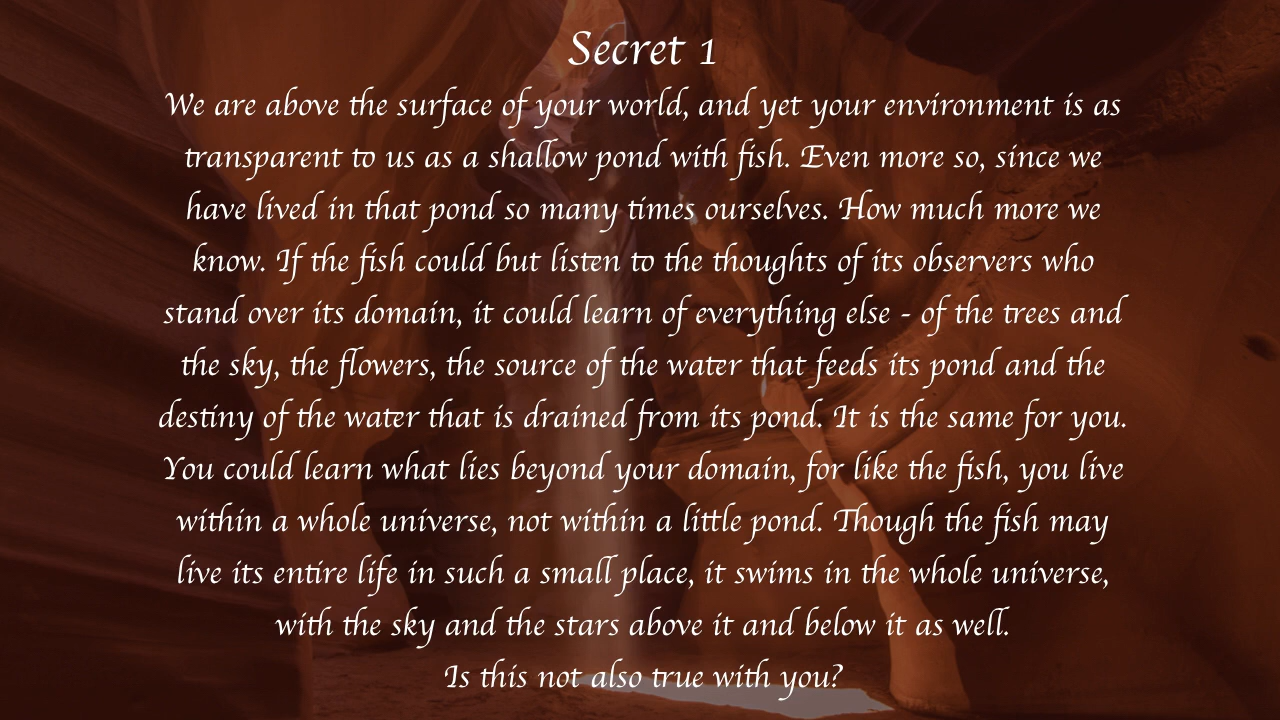 Secret 1
We are above the surface of your world, and yet your environment is as
transparent to us as a shallow pond with fish. Even more so, since we
have lived in that pond so many times ourselves. How much more we
know. If the fish could but listen to the thoughts of its observers who
stand over its domain, it could learn of everything else - of the trees and
the sky, the flowers, the source of the water that feeds its pond and the
destiny of the water that is drained from its pond. It is the same for you.
You could learn what lies beyond your domain, for like the fish, you live
within a whole universe, not within a little pond. Though the fish may
live its entire life in such a small place, it swims in the whole universe,
with the sky and the stars above it and below it as well.
Is this not also true with you?